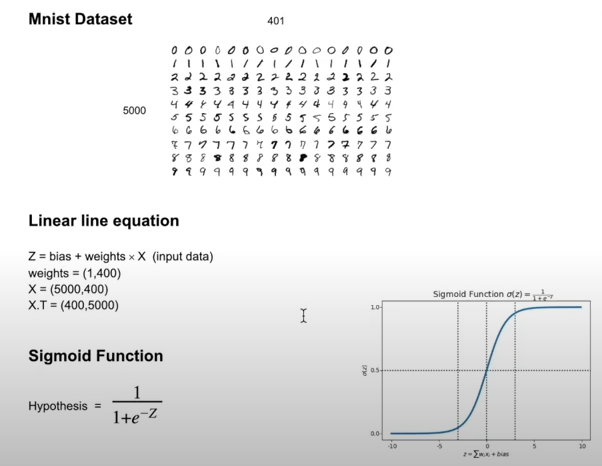 Mnist Dataset
401
0 0 0 0 0 0 0 0 0 0 0 0 0 0 0 0
1 1 1 1 1 1 1 1 1 1 1 1 1 1 1 1
2 2 2 2 2 2 2 2 2 2 2 2 2 2 2 2
3 3 3 3 3 3 3 3 3 3 3 3 3 3 3 3
4 4 4 4 4 4 4 4 4 4 4 4 4 4 4 4
5000
5 5 5 5 5 5 5 5 5 5 5 5 5 5 5 5
6 6 6 6 6 6 6 6 6 6 6 6 6 6 6 6
7 7 7 7 7 7 7 7 7 7 7 7 7 7 7 7
8 8 8 8 8 8 8 8 8 8 8 8 8 8 8 8
9 9 9 9 9 9 9 9 9 9 9 9 9 9 9 9
Linear line equation
Z = bias + weights × X (input data)
weights = (1,400)
X = (5000,400)
X.T = (400,5000)
Sigmoid Function
Hypothesis = 1
1+e^-Z
Sigmoid Function σ(z) = 1
1+e^-z
1.0
0.5
0.0
σ(z)
-10 -5 0 5 10
z=∑wᵢxᵢ + bias